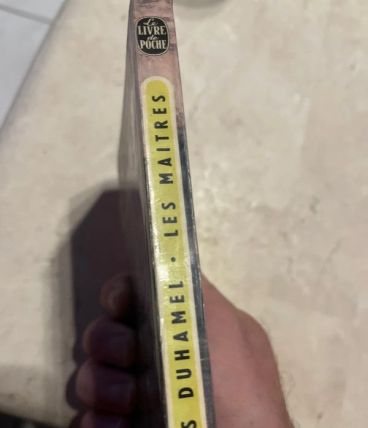 Le
LIVRE
de
POCHE
S DUHAMEL · LES MAITRES